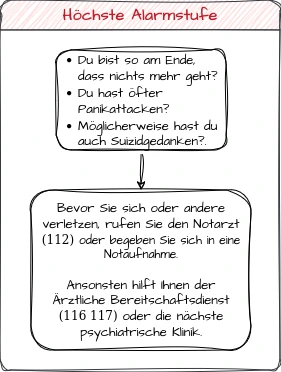 Höchste Alarmstufe
• Du bist so am Ende,
dass nichts mehr geht?
• Du hast öfter
Panikattacken?
• Möglicherweise hast du
auch Suizidgedanken?.
Bevor Sie sich oder andere
verletzen, rufen Sie den Notarzt
(112) oder begeben Sie sich in eine
Notaufnahme.
Ansonsten hilft Ihnen der
Ärztliche Bereitschaftsdienst
(116 117) oder die nächste
psychiatrische Klinik.